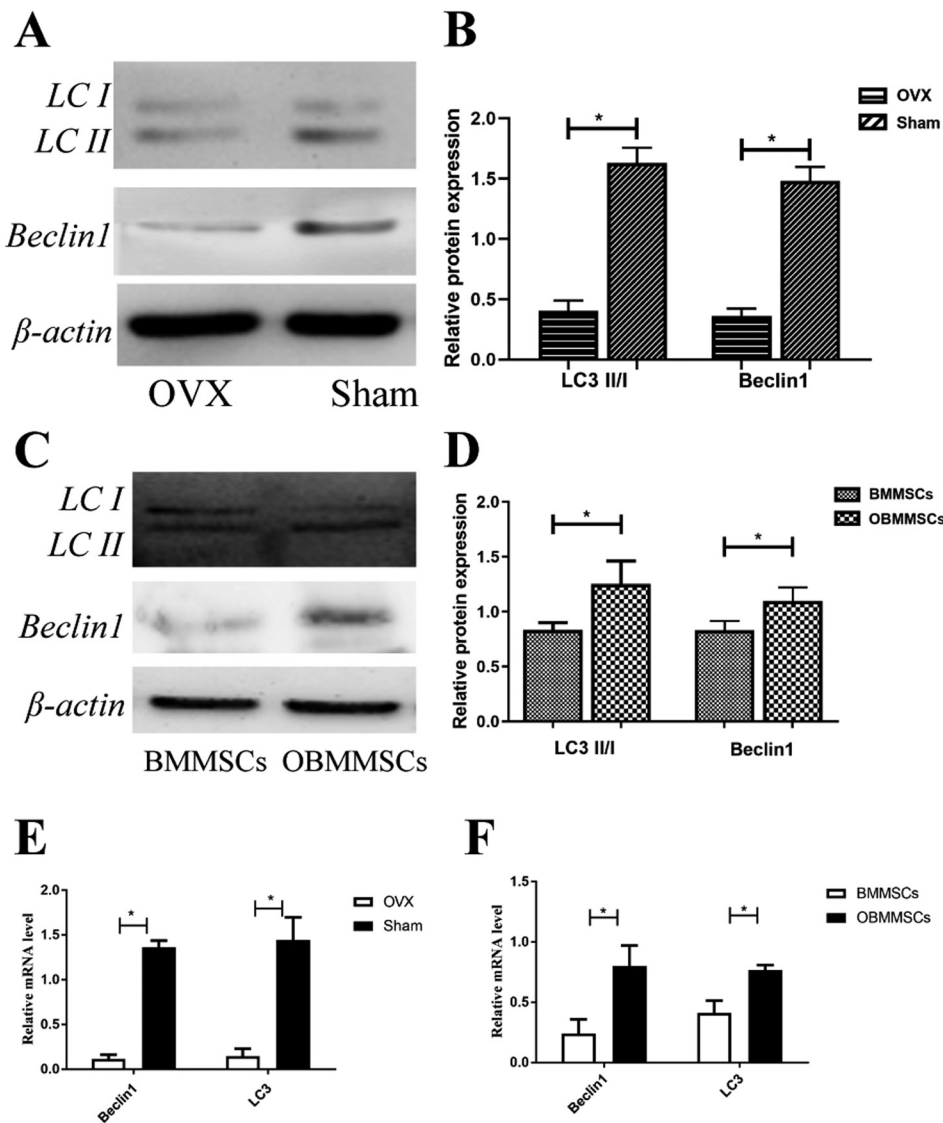 A
LC I
LC II
Beclin1
β-actin
OVX Sham
B
OVX
Sham
Relative protein expression
2.0
1.5
1.0
0.5
0.0
*
*
LC3 II/I Beclin1
C
LC I
LC II
Beclin1
β-actin
BMMSCs OBMMSCs
D
BMMSCs
OBMMSCs
Relative protein expression
2.0
1.5
1.0
0.5
0.0
*
*
LC3 II/I Beclin1
E
OVX
Sham
Relative mRNA level
2.0
1.5
1.0
0.5
0.0
*
*
Beclin1
LC3
F
BMMSCs
OBMMSCs
Relative mRNA level
1.5
1.0
0.5
0.0
*
*
Beclin1
LC3